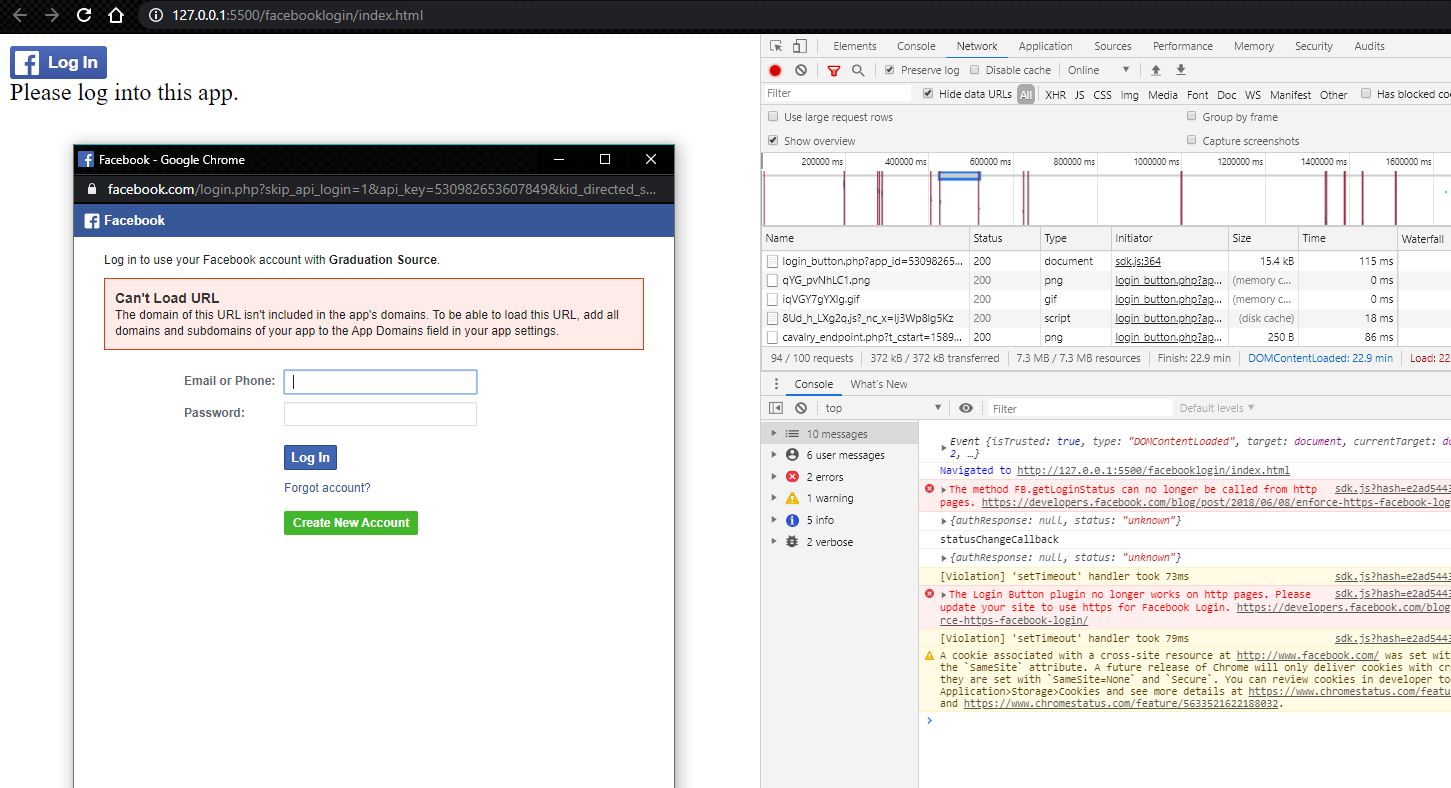 127.0.0.1:5500/facebooklogin/index.html
Log In
Please log into this app.
Facebook - Google Chrome
facebook.com/login.php?skip_api_login=1&api_key=530982653607849&kid_directed_s...
Facebook
Log in to use your Facebook account with Graduation Source.
Can't Load URL
The domain of this URL isn't included in the app's domains. To be able to load this URL, add all
domains and subdomains of your app to the App Domains field in your app settings.
Email or Phone:
Password:
Log In
Forgot account?
Create New Account
Elements Console Network Application Sources Performance Memory Security Audits
Preserve log Disable cache Online
Filter Hide data URLs All XHR JS CSS Img Media Font Doc WS Manifest Other Has blocked co
Use large request rows Group by frame
Show overview Capture screenshots
200000 ms 400000 ms 600000 ms 800000 ms 1000000 ms 1200000 ms 1400000 ms 1600000 ms
Name Status Type Initiator Size Time Waterfall
login_button.php?app_id=53098265... 200 document sdk.js:364 15.4 kB 115 ms
qYG_pvNhLC1.png 200 png login_button.php?ap... (memory c... 0 ms
iqVGY7gYXIg.gif 200 gif login_button.php?ap... (memory c... 0 ms
8Ud_h_LXg2q.js?_nc_x=Ij3Wp8lg5Kz 200 script login_button.php?ap... (disk cache) 18 ms
cavalry_endpoint.php?t_cstart=1589... 200 png login_button.php?ap... 250 B 86 ms
94 / 100 requests 372 kB / 372 kB transferred 7.3 MB / 7.3 MB resources Finish: 22.9 min DOMContentLoaded: 22.9 min Load: 22
Console What's New
top Filter Default levels
10 messages
6 user messages
2 errors
1 warning
5 info
2 verbose
Event {isTrusted: true, type: "DOMContentLoaded", target: document, currentTarget: do
2, …}
Navigated to http://127.0.0.1:5500/facebooklogin/index.html
The method FB.getLoginStatus can no longer be called from http sdk.js?hash=e2ad5443
pages. https://developers.facebook.com/blog/post/2018/06/08/enforce-https-facebook-log
{authResponse: null, status: "unknown"}
statusChangeCallback
{authResponse: null, status: "unknown"}
[Violation] 'setTimeout' handler took 73ms sdk.js?hash=e2ad5443
The Login Button plugin no longer works on http pages. Please sdk.js?hash=e2ad5443
update your site to use https for Facebook Login. https://developers.facebook.com/blog
rce-https-facebook-login/
[Violation] 'setTimeout' handler took 79ms sdk.js?hash=e2ad5443
A cookie associated with a cross-site resource at http://www.facebook.com/ was set wit
the `SameSite` attribute. A future release of Chrome will only deliver cookies with cr
they are set with `SameSite=None` and `Secure`. You can review cookies in developer to
Application>Storage>Cookies and see more details at https://www.chromestatus.com/featu
and https://www.chromestatus.com/feature/5633521622188032.